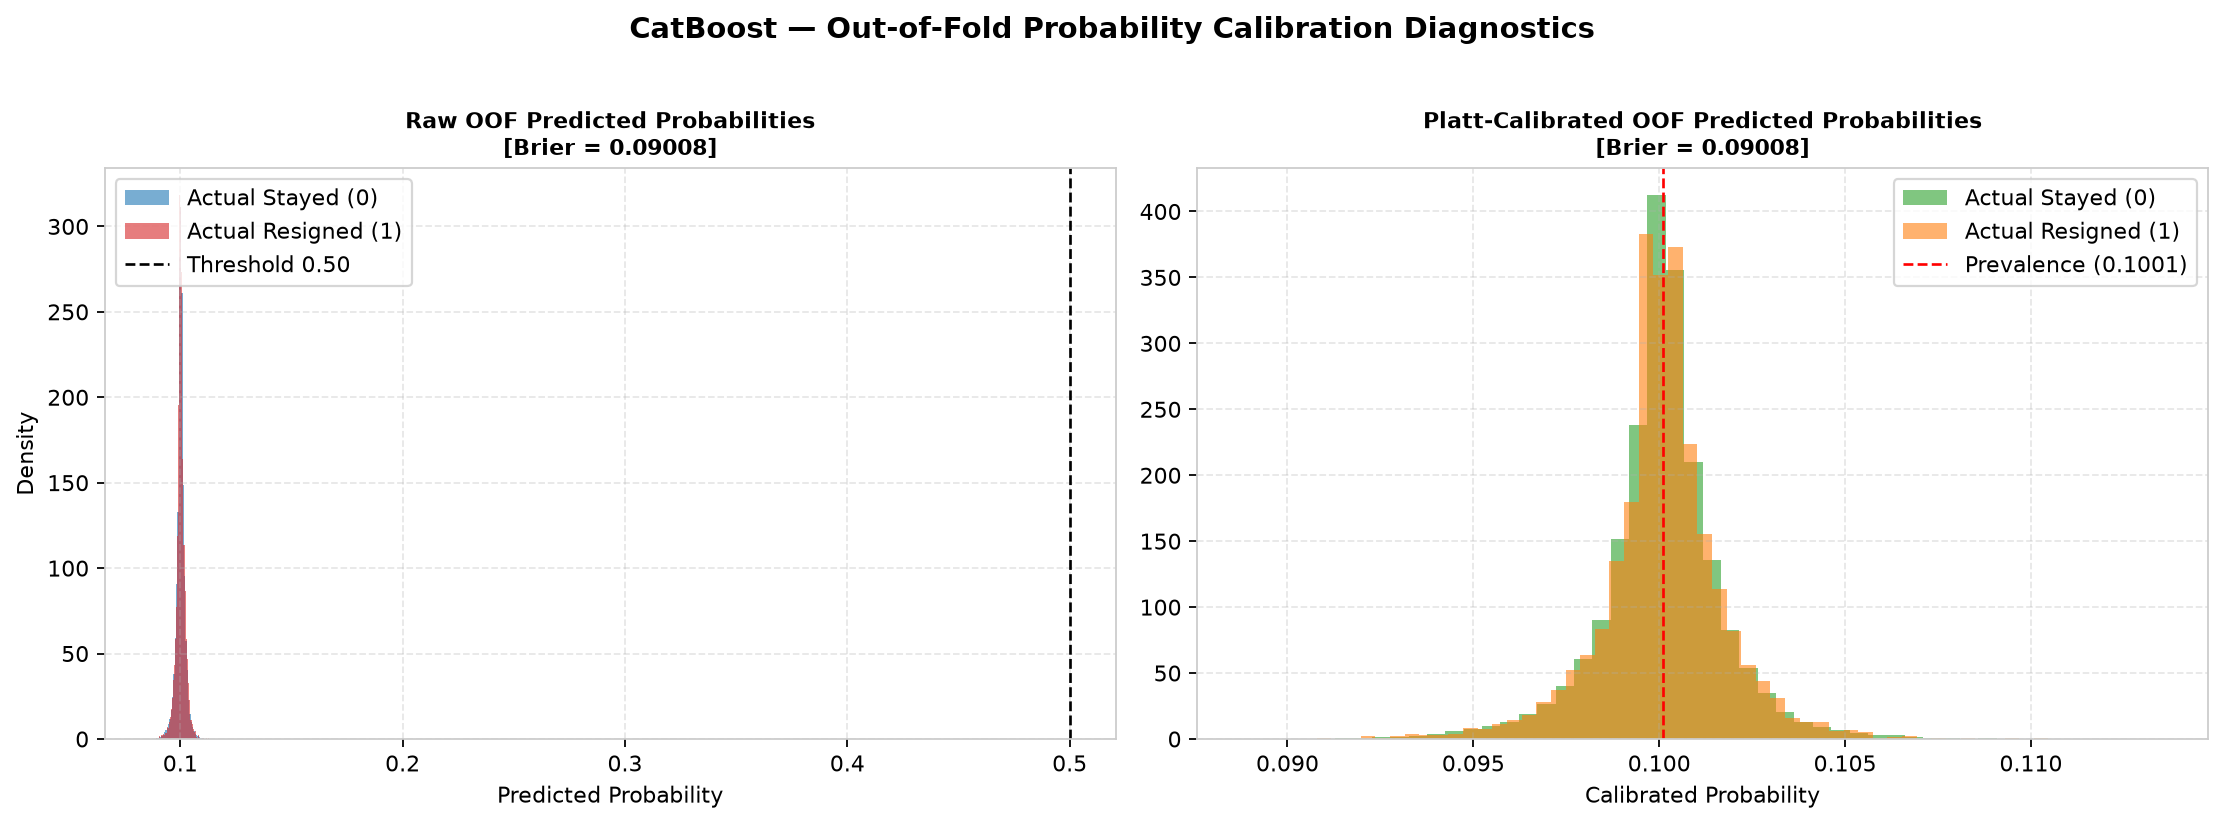 CatBoost — Out-of-Fold Probability Calibration Diagnostics
Raw OOF Predicted Probabilities
[Brier = 0.09008]
Actual Stayed (0)
Actual Resigned (1)
Threshold 0.50
Density
300
250
200
150
100
50
0
0.1
0.2
0.3
0.4
0.5
Predicted Probability
Platt-Calibrated OOF Predicted Probabilities
[Brier = 0.09008]
Actual Stayed (0)
Actual Resigned (1)
Prevalence (0.1001)
400
350
300
250
200
150
100
50
0
0.090
0.095
0.100
0.105
0.110
Calibrated Probability